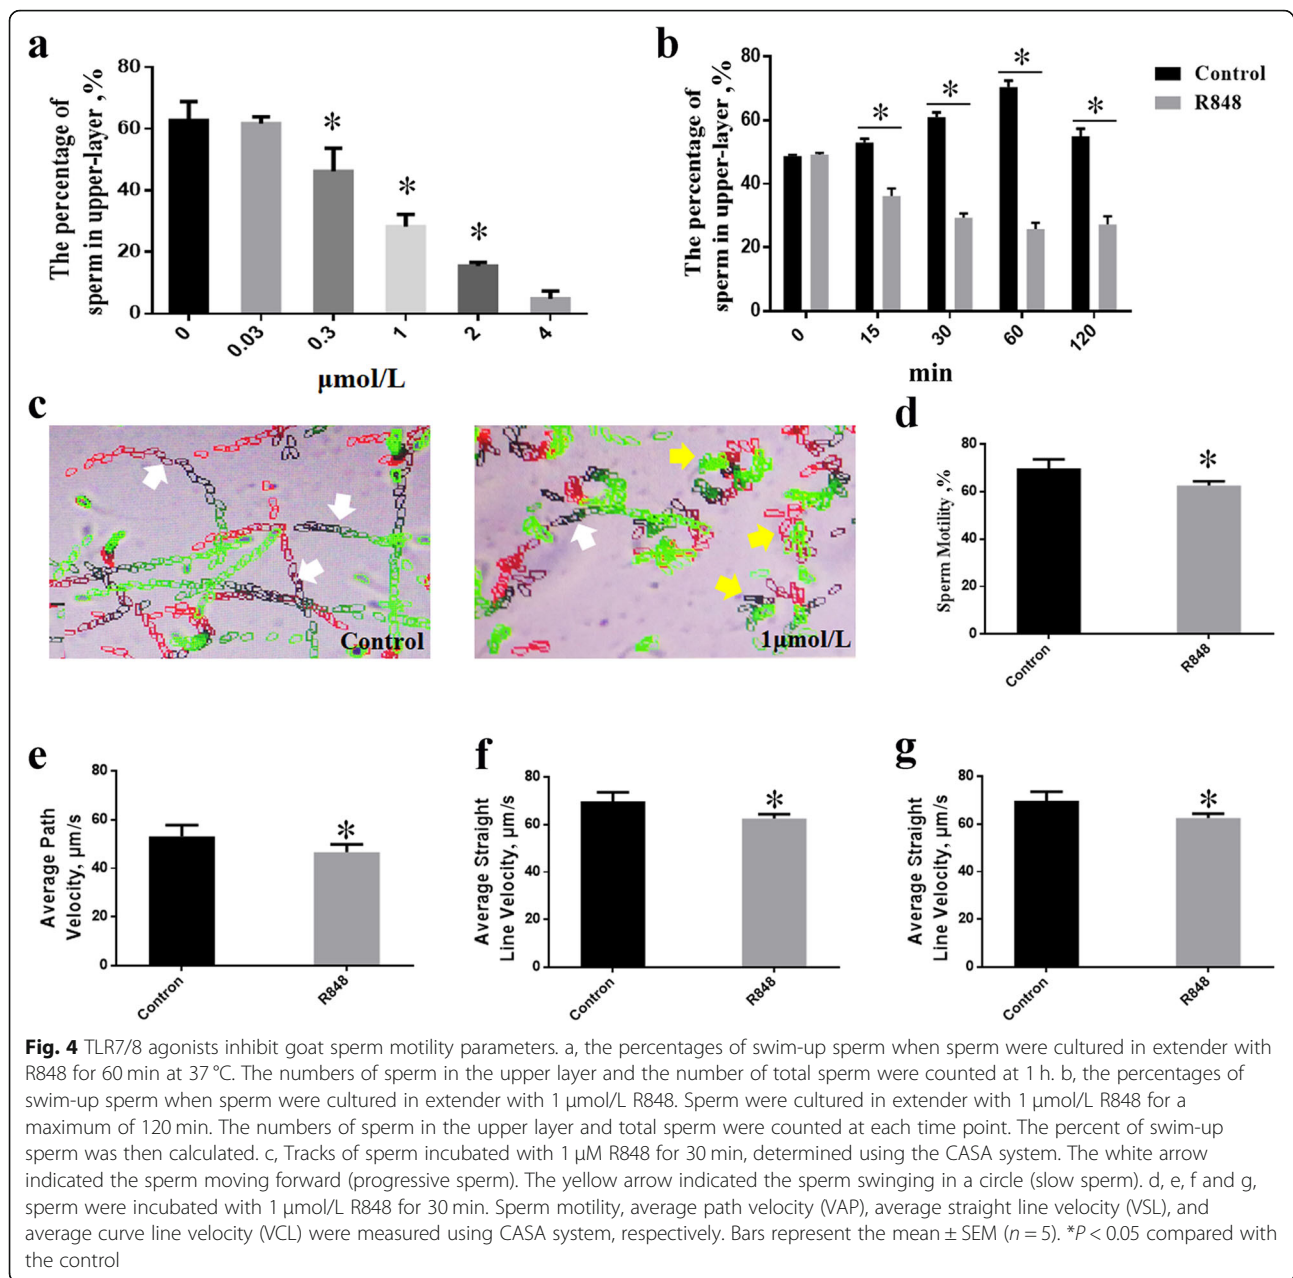 a
The percentage of
sperm in upper-layer ,%
80
60
40
20
0
* * *
0 0.03 0.3 1 2 4
µmol/L
b
The percentage of
sperm in upper-layer ,%
80
60
40
20
0
* * * *
0 15 30 60 120
min
Control
R848
c
Control
1µmol/L
d
Sperm Motility ,%
80
60
40
20
0
*
Contron R848
e
Average Path
Velocity, µm/s
80
60
40
20
0
*
Contron R848
f
Average Straight
Line Velocity, µm/s
80
60
40
20
0
*
Contron R848
g
Average Straight
Line Velocity, µm/s
80
60
40
20
0
*
Contron R848
Fig. 4 TLR7/8 agonists inhibit goat sperm motility parameters. a, the percentages of swim-up sperm when sperm were cultured in extender with
R848 for 60 min at 37 °C. The numbers of sperm in the upper layer and the number of total sperm were counted at 1 h. b, the percentages of
swim-up sperm when sperm were cultured in extender with 1 μmol/L R848. Sperm were cultured in extender with 1 μmol/L R848 for a
maximum of 120 min. The numbers of sperm in the upper layer and total sperm were counted at each time point. The percent of swim-up
sperm was then calculated. c, Tracks of sperm incubated with 1 μM R848 for 30 min, determined using the CASA system. The white arrow
indicated the sperm moving forward (progressive sperm). The yellow arrow indicated the sperm swinging in a circle (slow sperm). d, e, f and g,
sperm were incubated with 1 μmol/L R848 for 30 min. Sperm motility, average path velocity (VAP), average straight line velocity (VSL), and
average curve line velocity (VCL) were measured using CASA system, respectively. Bars represent the mean ± SEM (n = 5). *P < 0.05 compared with
the control